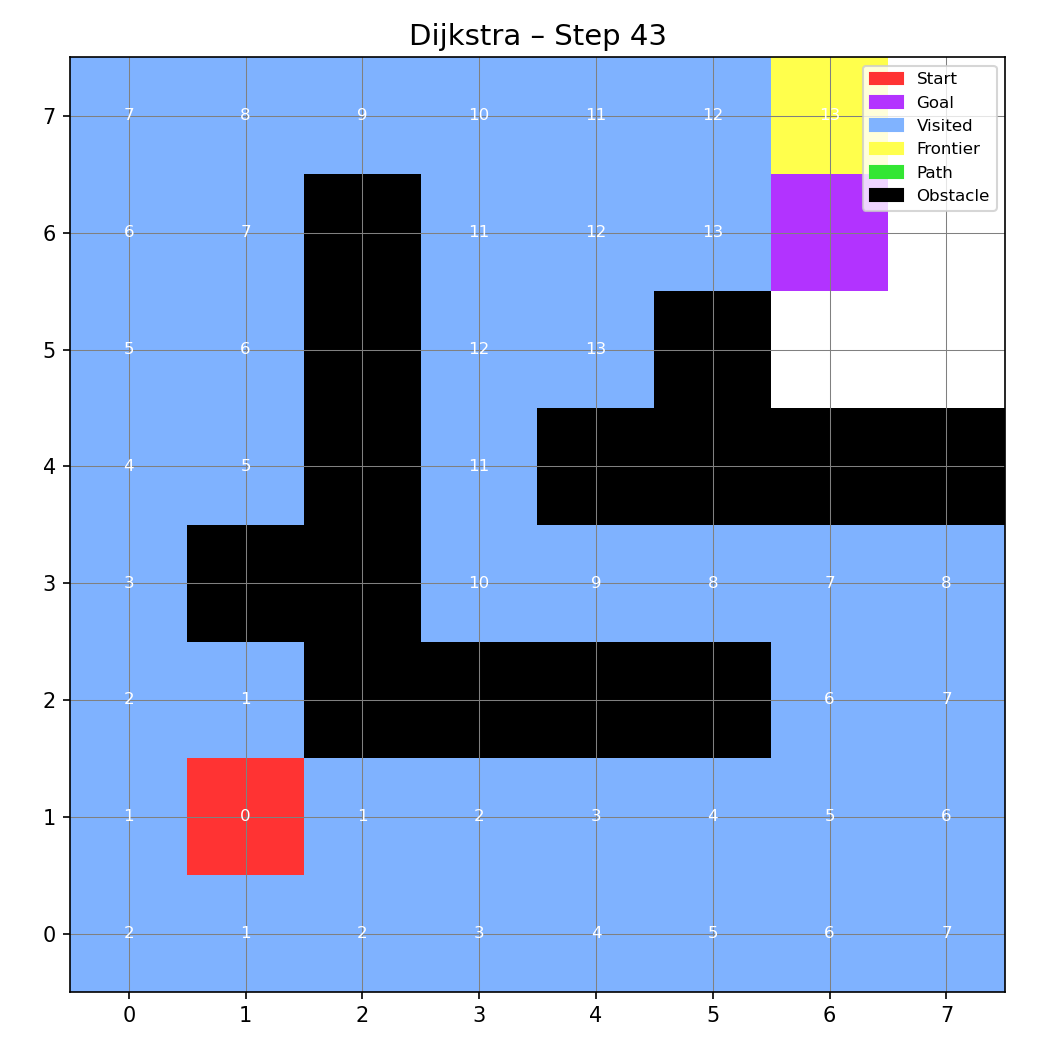 Dijkstra – Step 43
Start
Goal
Visited
Frontier
Path
Obstacle
7 7 8 9 10 11 12 13
6 6 7 11 12 13
5 5 6 12 13
4 4 5 11
3 3 10 9 8 7 8
2 2 1 6 7
1 1 0 1 2 3 4 5 6
0 2 1 2 3 4 5 6 7
0 1 2 3 4 5 6 7